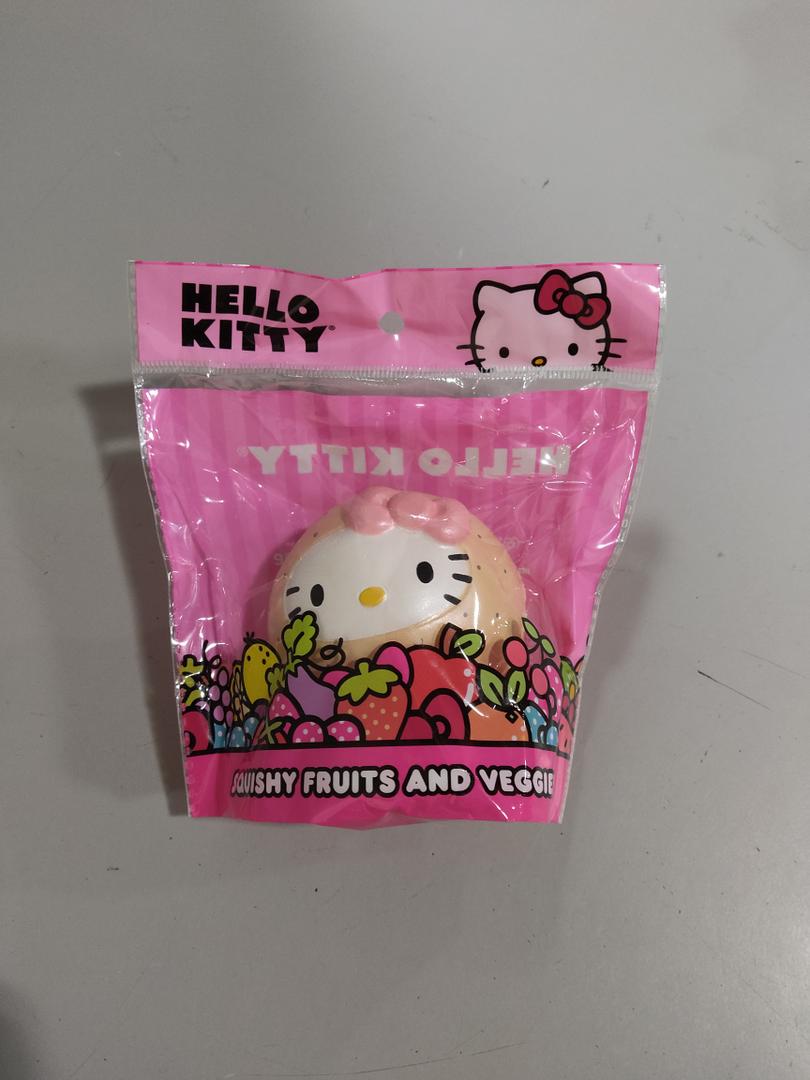 HELLO
KITTY®
HELLO KITTY®
SQUISHY FRUITS AND VEGGIE